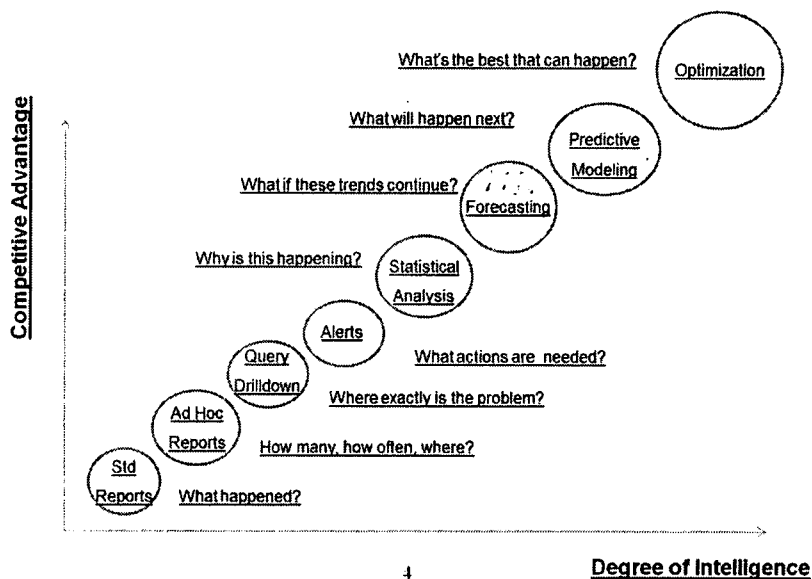 What's the best that can happen?
Optimization
What will happen next?
Predictive
Modeling
What if these trends continue?
Forecasting
Why is this happening?
Statistical
Analysis
Alerts
What actions are needed?
Query
Drilldown
Where exactly is the problem?
Ad Hoc
Reports
How many, how often, where?
Std
Reports
What happened?
Competitive Advantage
4
Degree of Intelligence